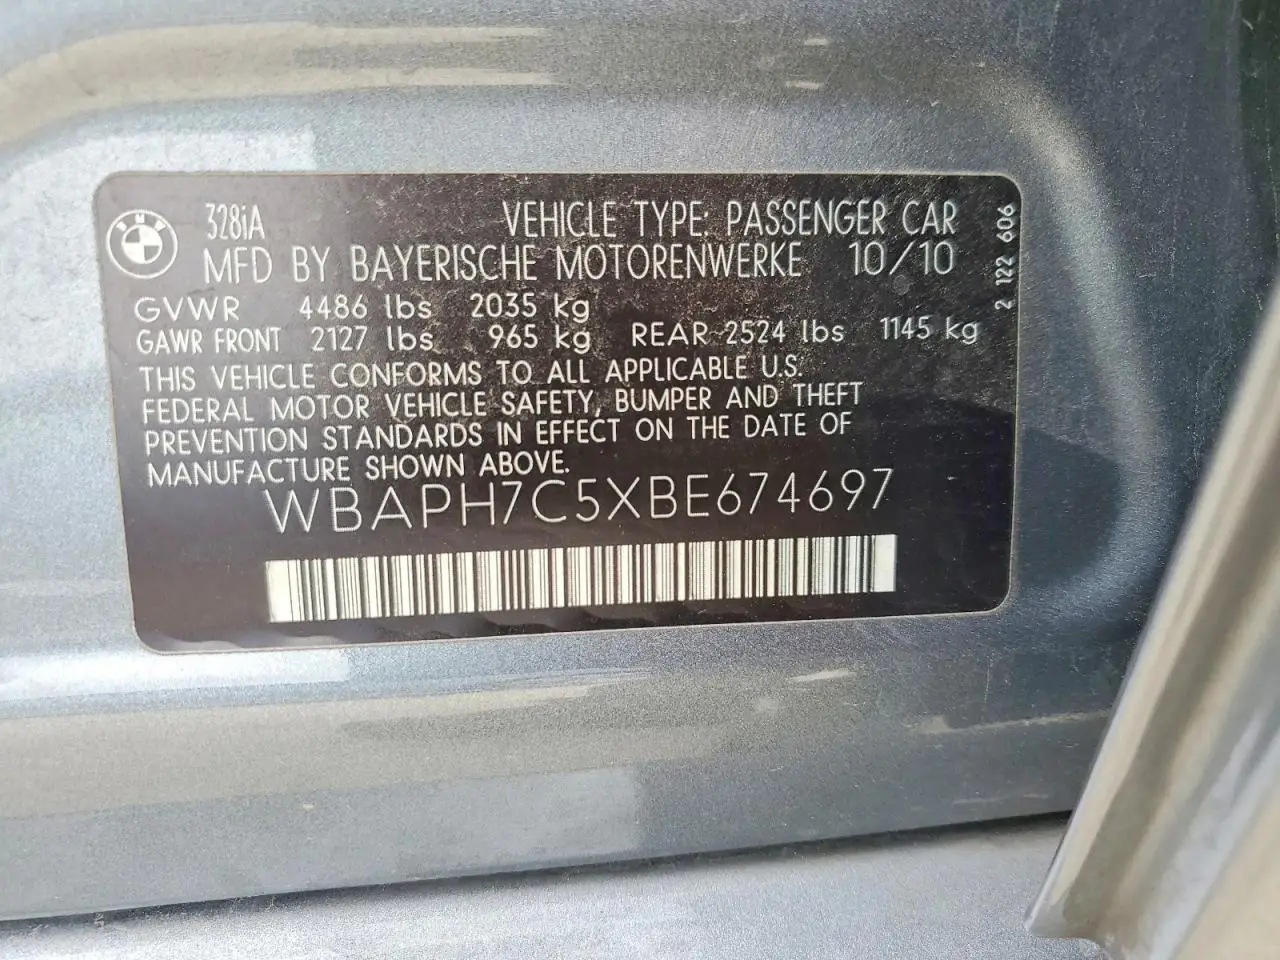 BMW
328iA VEHICLE TYPE: PASSENGER CAR
MFD BY BAYERISCHE MOTORENWERKE 10/10
GVWR 4486 lbs 2035 kg
GAWR FRONT 2127 lbs 965 kg REAR 2524 lbs 1145 kg
THIS VEHICLE CONFORMS TO ALL APPLICABLE U.S.
FEDERAL MOTOR VEHICLE SAFETY, BUMPER AND THEFT
PREVENTION STANDARDS IN EFFECT ON THE DATE OF
MANUFACTURE SHOWN ABOVE.
WBAPH7C5XBE674697
2 122 606